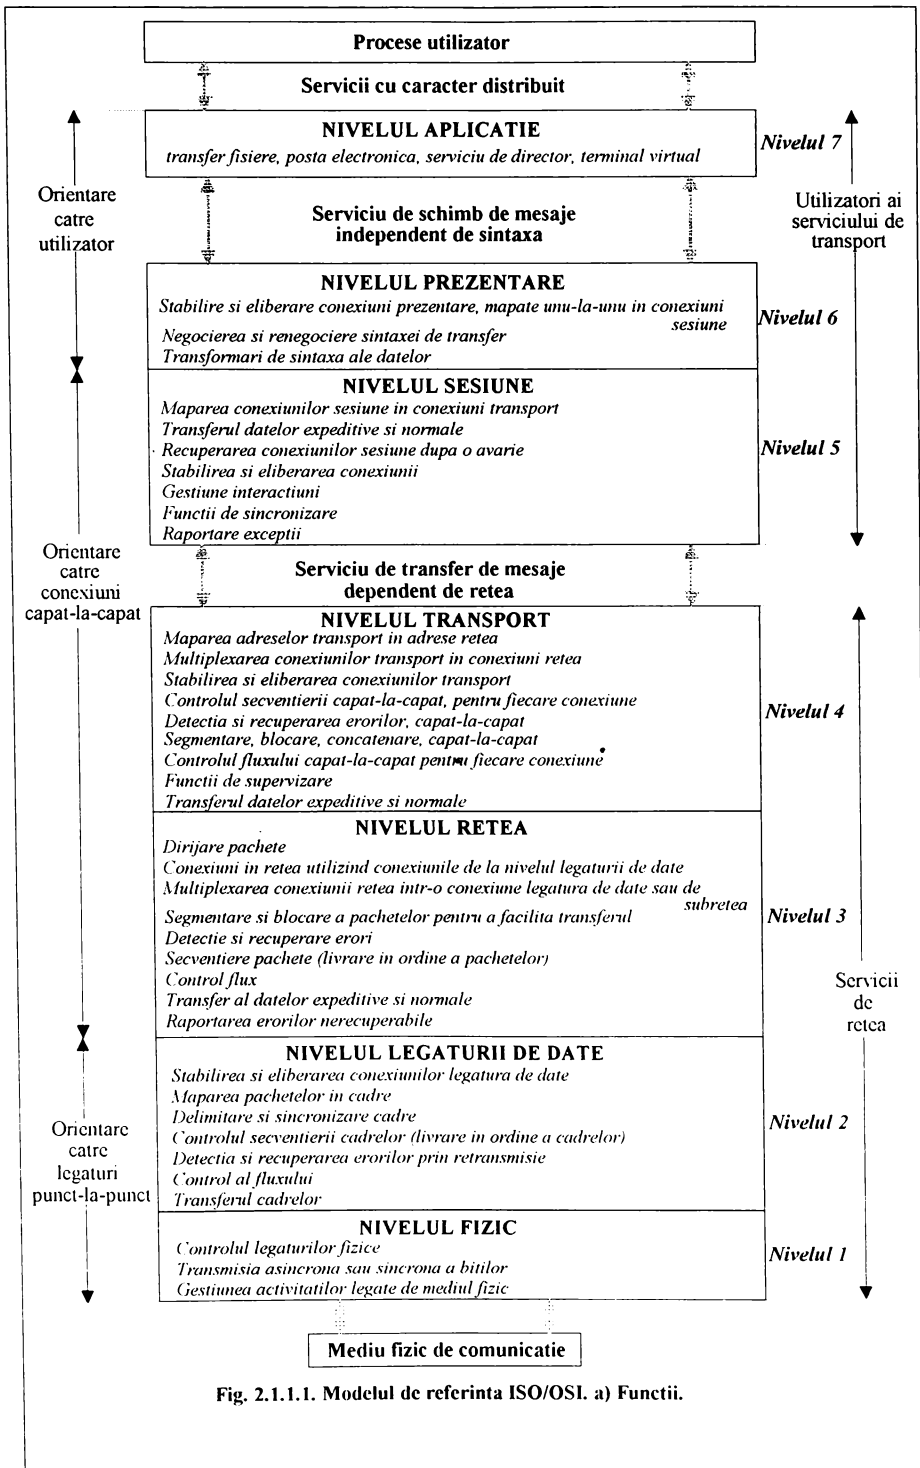 Procese utilizator
Servicii cu caracter distribuit
NIVELUL APLICATIE
transfer fisiere, posta electronica, serviciu de director, terminal virtual
Nivelul 7
Orientare
catre
utilizator
Utilizatori ai
serviciului de
transport
Serviciu de schimb de mesaje
independent de sintaxa
NIVELUL PREZENTARE
Stabilire si eliberare conexiuni prezentare, mapate unu-la-unu in conexiuni
sesiune
Negocierea si renegociere sintaxei de transfer
Transformari de sintaxa ale datelor
Nivelul 6
NIVELUL SESIUNE
Maparea conexiunilor sesiune in conexiuni transport
Transferul datelor expeditive si normale
Recuperarea conexiunilor sesiune dupa o avarie
Stabilirea si eliberarea conexiunii
Gestiune interactiuni
Functii de sincronizare
Raportare exceptii
Nivelul 5
Orientare
catre
conexiuni
capat-la-capat
Serviciu de transfer de mesaje
dependent de retea
NIVELUL TRANSPORT
Maparea adreselor transport in adrese retea
Multiplexarea conexiunilor transport in conexiuni retea
Stabilirea si eliberarea conexiunilor transport
Controlul secventierii capat-la-capat, pentru fiecare conexiune
Detectia si recuperarea erorilor, capat-la-capat
Segmentare, blocare, concatenare, capat-la-capat
Controlul fluxului capat-la-capat pentru fiecare conexiune
Functii de supervizare
Transferul datelor expeditive si normale
Nivelul 4
NIVELUL RETEA
Dirijare pachete
Conexiuni in retea utilizind conexiunile de la nivelul legaturii de date
Multiplexarea conexiunii retea intr-o conexiune legatura de date sau de
subretea
Segmentare si blocare a pachetelor pentru a facilita transferul
Detectie si recuperare erori
Secventiere pachete (livrare in ordine a pachetelor)
Control flux
Transfer al datelor expeditive si normale
Raportarea erorilor nerecuperabile
Nivelul 3
Servicii
de
retea
NIVELUL LEGATURII DE DATE
Stabilirea si eliberarea conexiunilor legatura de date
Maparea pachetelor in cadre
Delimitare si sincronizare cadre
Controlul secventierii cadrelor (livrare in ordine a cadrelor)
Detectia si recuperarea erorilor prin retransmisie
Control al fluxului
Transferul cadrelor
Nivelul 2
Orientare
catre
legaturi
punct-la-punct
NIVELUL FIZIC
Controlul legaturilor fizice
Transmisia asincrona sau sincrona a bitilor
Gestiunea activitatilor legate de mediul fizic
Nivelul 1
Mediu fizic de comunicatie
Fig. 2.1.1.1. Modelul de referinta ISO/OSI. a) Functii.